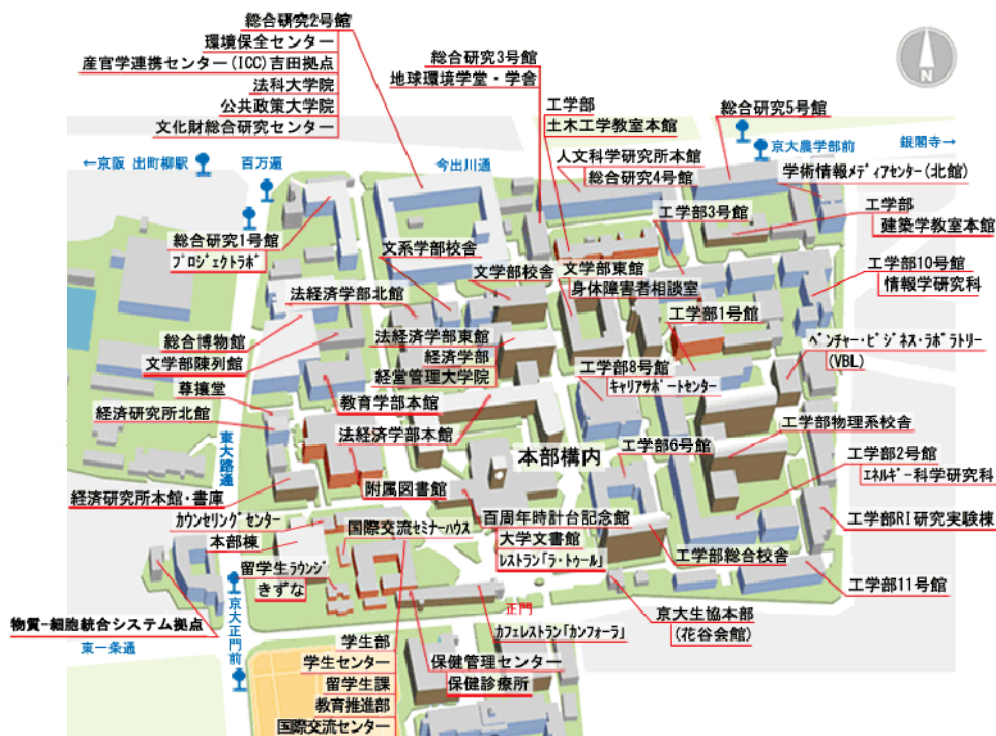 総合研究2号館
環境保全センター
産官学連携センター(ICC)吉田拠点
法科大学院
公共政策大学院
文化財総合研究センター
総合研究3号館
地球環境学堂・学舎
工学部
土木工学教室本館
人文科学研究所本館
総合研究4号館
総合研究5号館
N
京大農学部前
銀閣寺→
学術情報メディアセンター(北館)
←京阪 出町柳駅
百万遍
今出川通
工学部
建築学教室本館
工学部3号館
総合研究1号館
プロジェクトラボ
文系学部校舎
文学部校舎
文学部東館
身体障害者相談室
工学部10号館
情報学研究科
法経済学部北館
工学部1号館
総合博物館
文学部陳列館
法経済学部東館
経済学部
経営管理大学院
ベンチャー・ビジネス・ラボラトリー
(VBL)
工学部8号館
キャリアサポートセンター
尊攘堂
経済研究所北館
教育学部本館
法経済学部本館
工学部物理系校舎
東大路通
本部構内
工学部6号館
工学部2号館
エネルギー科学研究科
経済研究所本館・書庫
附属図書館
カウンセリングセンター
本部棟
国際交流セミナーハウス
百周年時計台記念館
大学文書館
レストラン「ラ・トゥール」
工学部RI研究実験棟
工学部総合校舎
留学生ラウンジ
きずな
工学部11号館
物質-細胞統合システム拠点
東一条通
京大正門前
正門
カフェレストラン「カンフォーラ」
京大生協本部
(花谷会館)
学生部
学生センター
留学生課
教育推進部
国際交流センター
保健管理センター
保健診療所